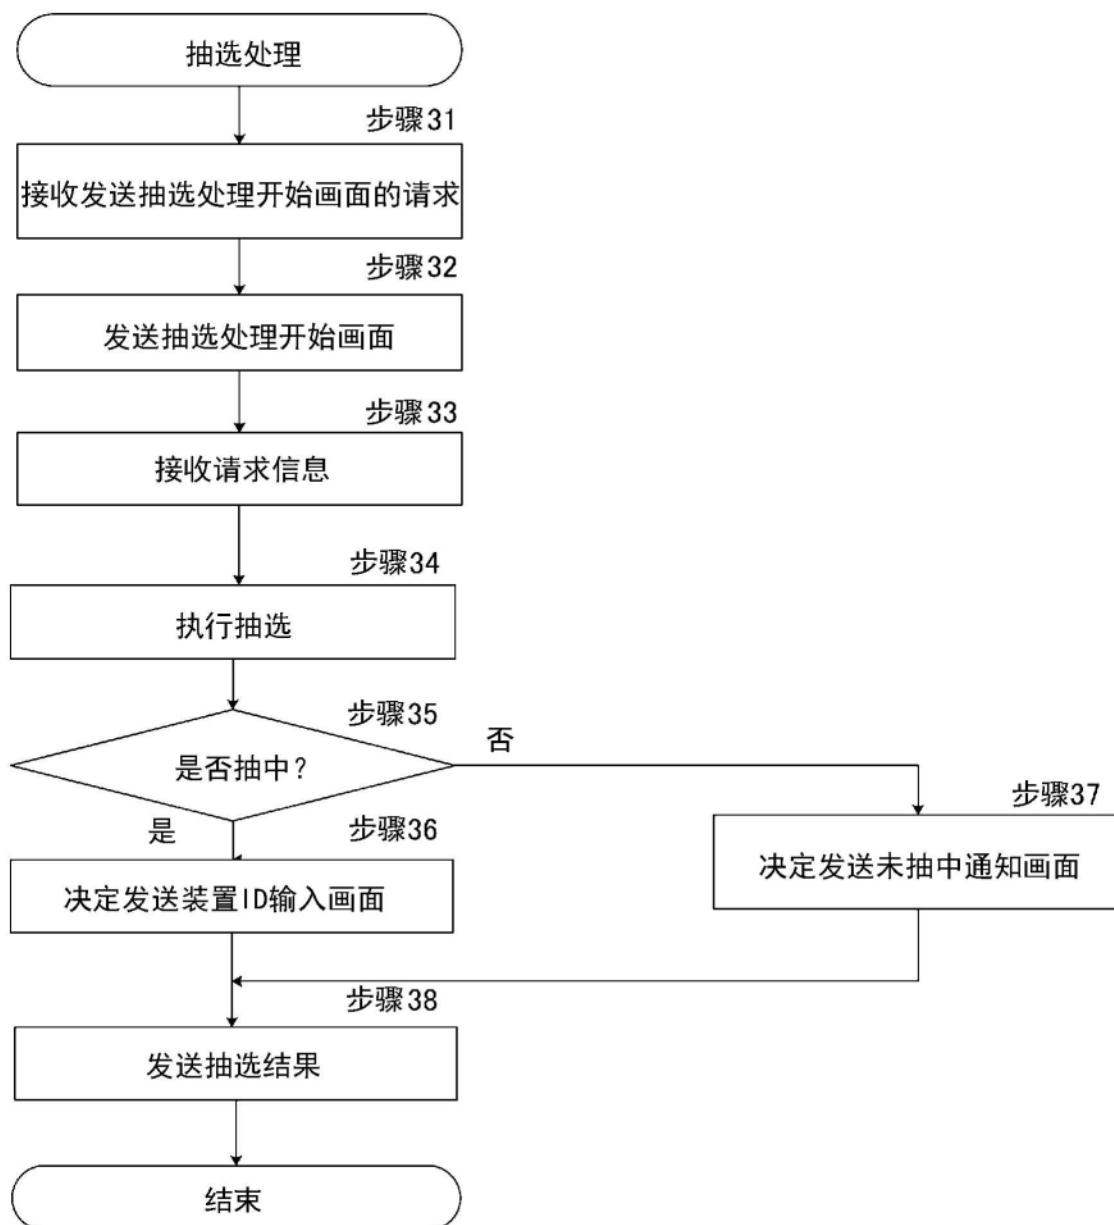 抽选处理
步骤31
接收发送抽选处理开始画面的请求
步骤32
发送抽选处理开始画面
步骤33
接收请求信息
步骤34
执行抽选
步骤35
是否抽中?
否
是
步骤36
决定发送装置ID输入画面
步骤37
决定发送未抽中通知画面
步骤38
发送抽选结果
结束